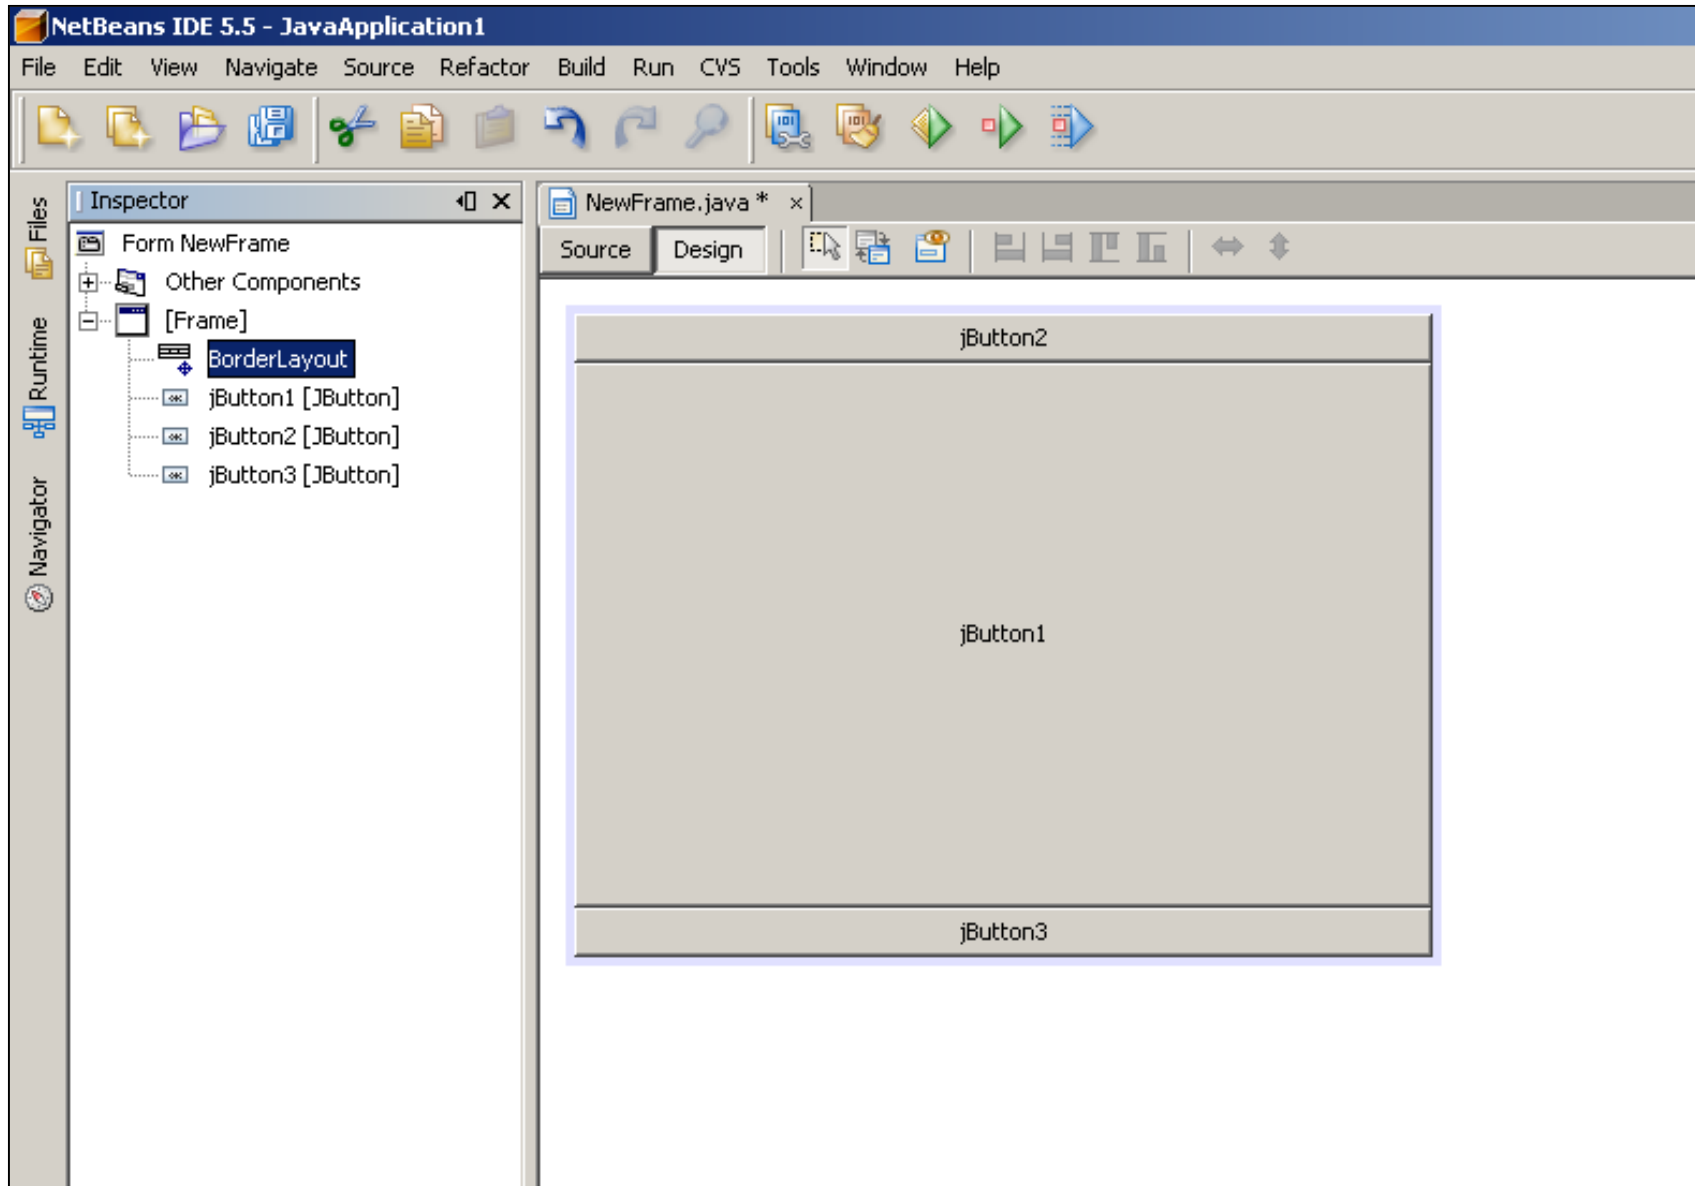 NetBeans IDE 5.5 - JavaApplication1
File Edit View Navigate Source Refactor Build Run CVS Tools Window Help
Files
Runtime
Navigator
Inspector
Form NewFrame
Other Components
[Frame]
BorderLayout
jButton1 [JButton]
jButton2 [JButton]
jButton3 [JButton]
NewFrame.java *
Source Design
jButton2
jButton1
jButton3